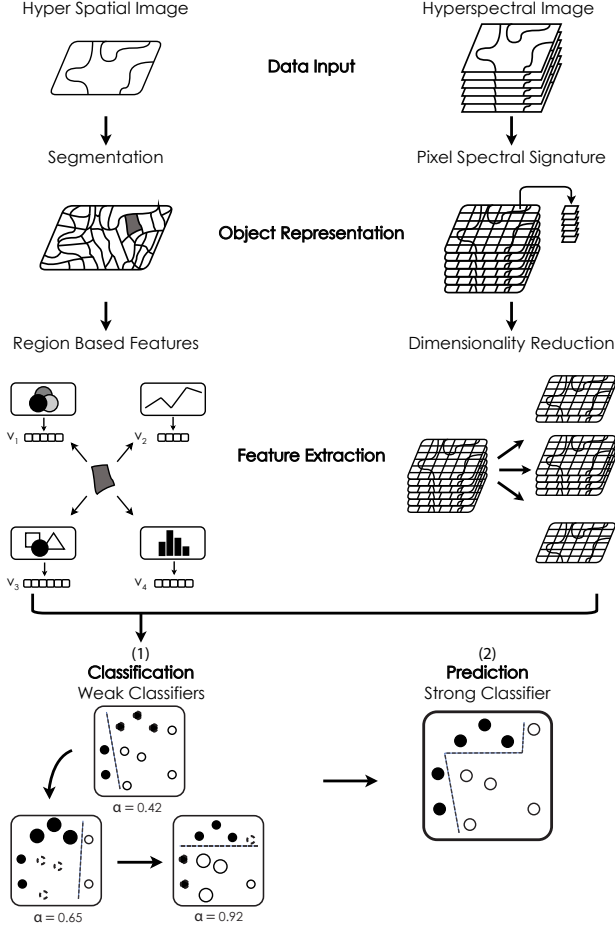 Hyper Spatial Image
Hyperspectral Image
Data Input
Segmentation
Pixel Spectral Signature
Object Representation
Region Based Features
Dimensionality Reduction
V1
V2
Feature Extraction
V3
V4
(1)
Classification
Weak Classifiers
(2)
Prediction
Strong Classifier
α = 0.42
α = 0.65
α = 0.92